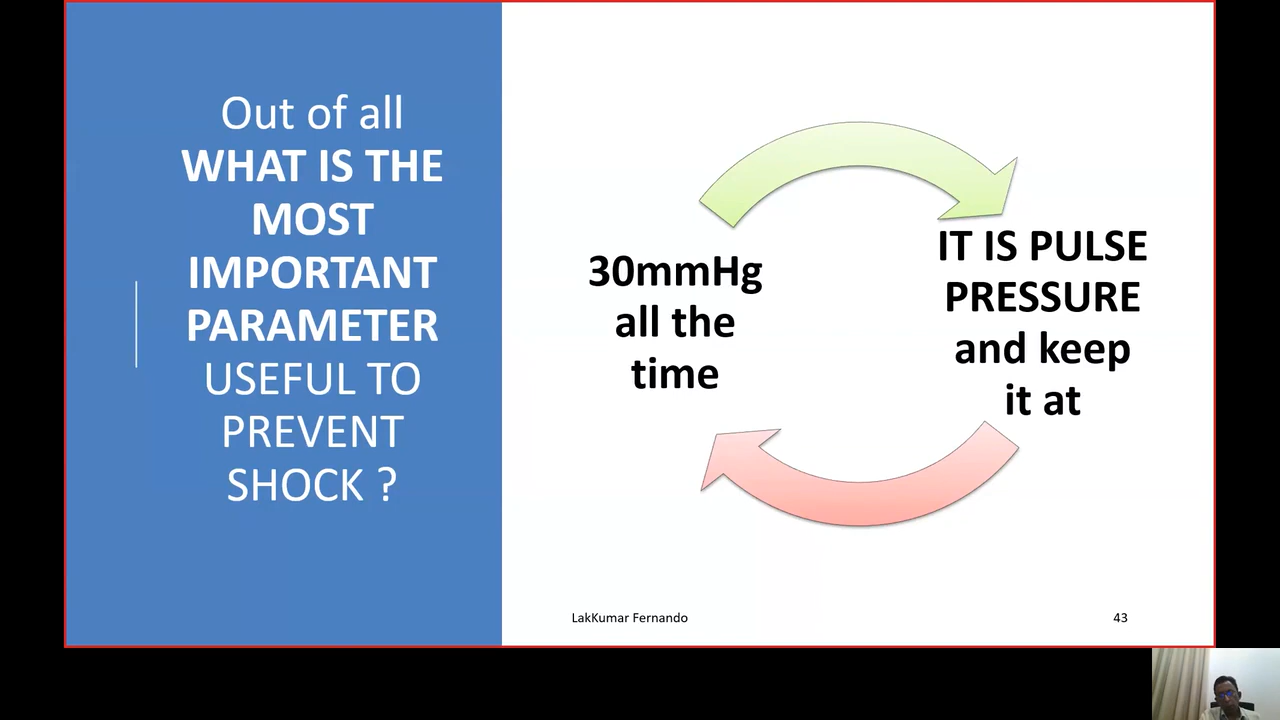 Out of all
WHAT IS THE
MOST
IMPORTANT
PARAMETER
USEFUL TO
PREVENT
SHOCK ?
30mmHg
all the
time
IT IS PULSE
PRESSURE
and keep
it at
LakKumar Fernando
43